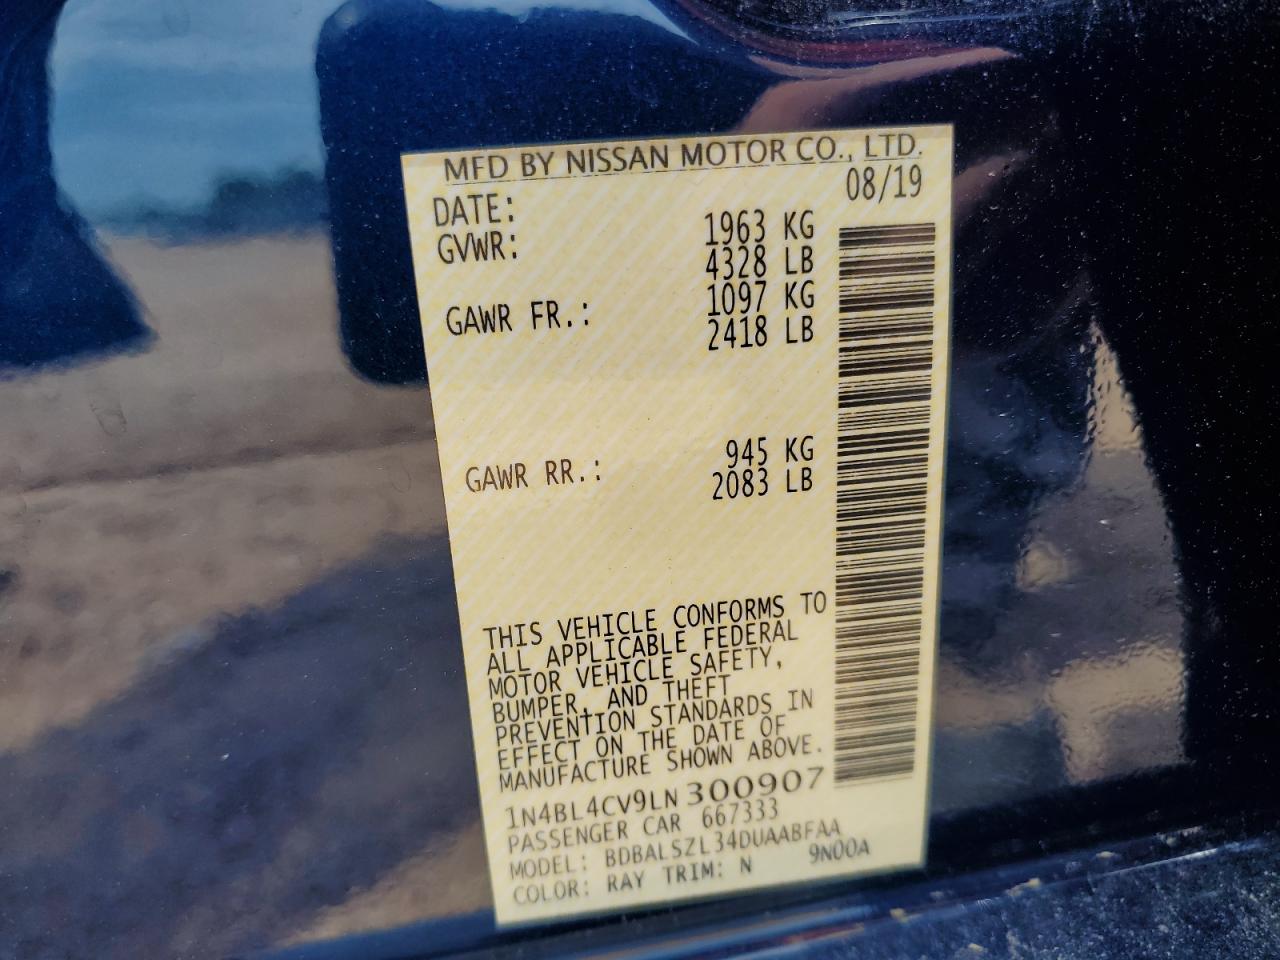 MFD BY NISSAN MOTOR CO., LTD.
DATE: 08/19
GVWR: 1963 KG
4328 LB
GAWR FR.: 1097 KG
2418 LB
GAWR RR.: 945 KG
2083 LB
THIS VEHICLE CONFORMS TO
ALL APPLICABLE FEDERAL
MOTOR VEHICLE SAFETY,
BUMPER, AND THEFT
PREVENTION STANDARDS IN
EFFECT ON THE DATE OF
MANUFACTURE SHOWN ABOVE.
1N4BL4CV9LN 300907
PASSENGER CAR 667333
MODEL: BDBALSZL34DUAABFAA
COLOR: RAY TRIM: N 9N00A